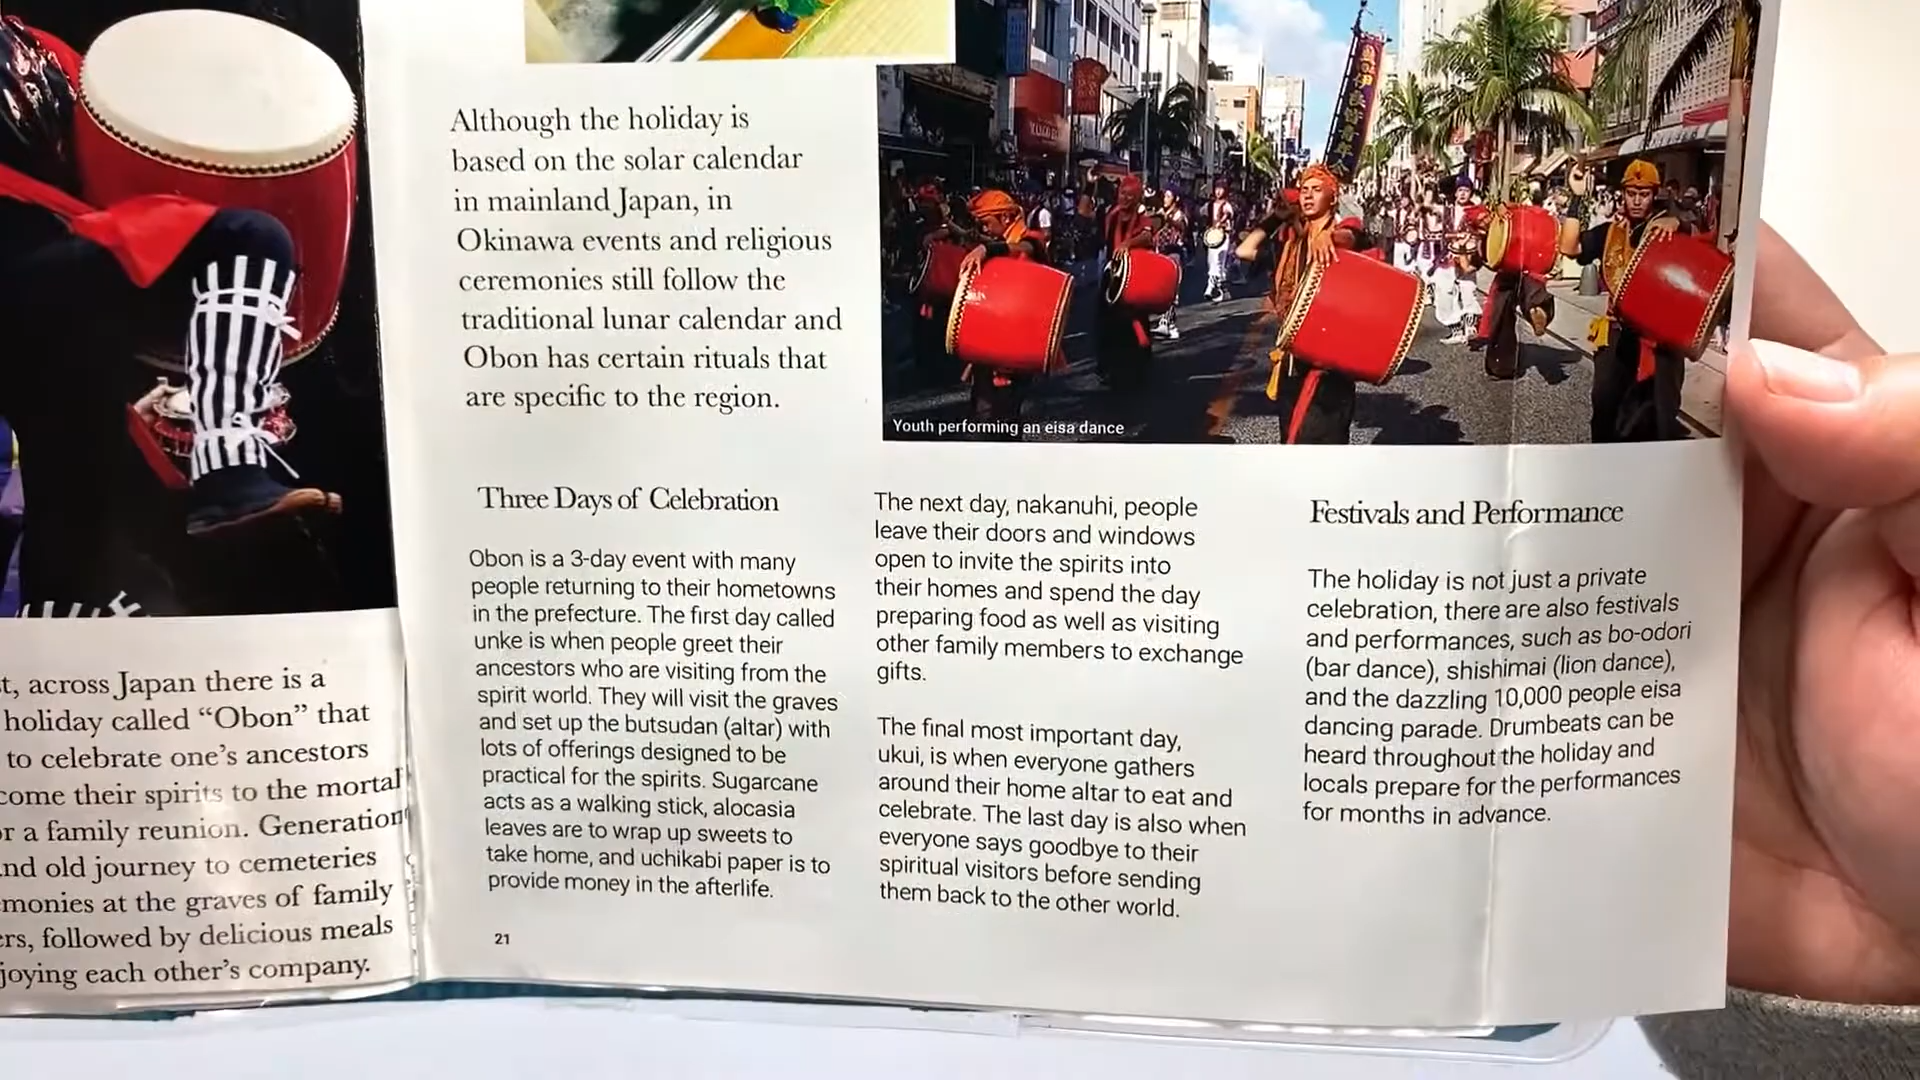 t, across Japan there is a
holiday called “Obon” that
to celebrate one’s ancestors
come their spirits to the mortal
or a family reunion. Generation
and old journey to cemeteries
monies at the graves of family
ers, followed by delicious meals
joying each other’s company.
Although the holiday is
based on the solar calendar
in mainland Japan, in
Okinawa events and religious
ceremonies still follow the
traditional lunar calendar and
Obon has certain rituals that
are specific to the region.
Youth performing an eisa dance
Three Days of Celebration
Obon is a 3-day event with many
people returning to their hometowns
in the prefecture. The first day called
unke is when people greet their
ancestors who are visiting from the
spirit world. They will visit the graves
and set up the butsudan (altar) with
lots of offerings designed to be
practical for the spirits. Sugarcane
acts as a walking stick, alocasia
leaves are to wrap up sweets to
take home, and uchikabi paper is to
provide money in the afterlife.
21
The next day, nakanuhi, people
leave their doors and windows
open to invite the spirits into
their homes and spend the day
preparing food as well as visiting
other family members to exchange
gifts.
The final most important day,
ukui, is when everyone gathers
around their home altar to eat and
celebrate. The last day is also when
everyone says goodbye to their
spiritual visitors before sending
them back to the other world.
Festivals and Performance
The holiday is not just a private
celebration, there are also festivals
and performances, such as bo-odori
(bar dance), shishimai (lion dance),
and the dazzling 10,000 people eisa
dancing parade. Drumbeats can be
heard throughout the holiday and
locals prepare for the performances
for months in advance.